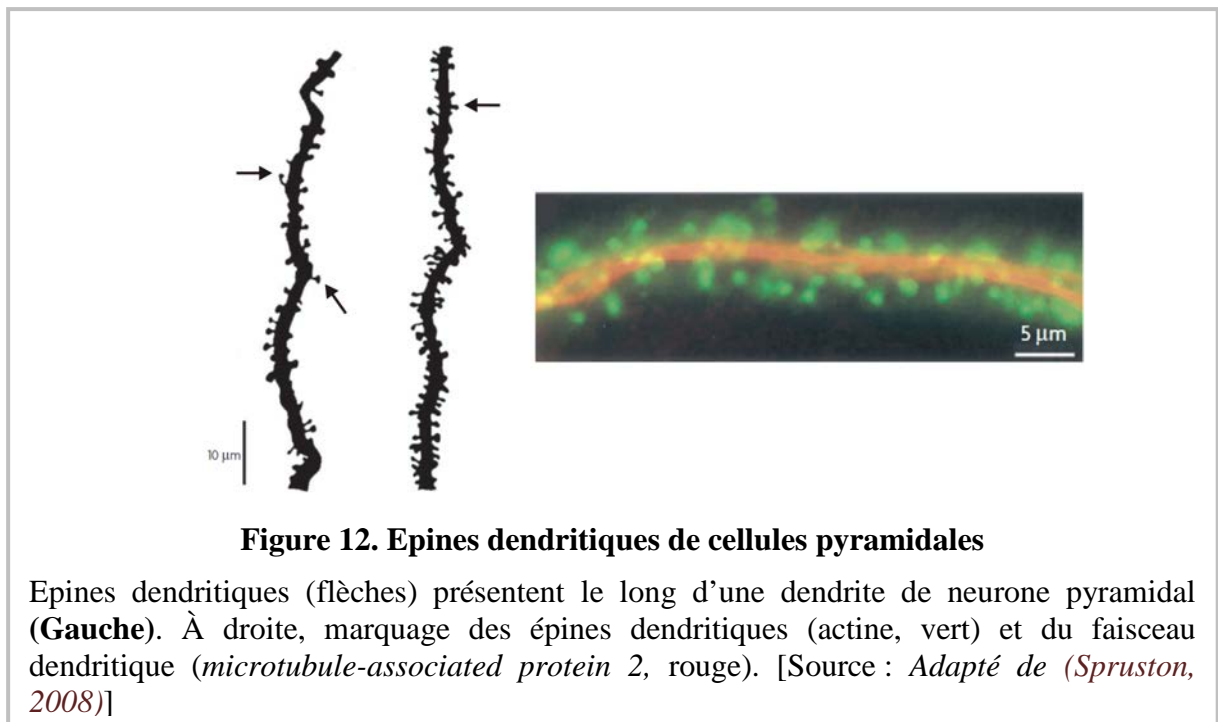 5 µm
10 µm
Figure 12. Epines dendritiques de cellules pyramidales
Epines dendritiques (flèches) présentent le long d’une dendrite de neurone pyramidal
(Gauche). À droite, marquage des épines dendritiques (actine, vert) et du faisceau
dendritique (microtubule-associated protein 2, rouge). [Source : Adapté de (Spruston,
2008)]